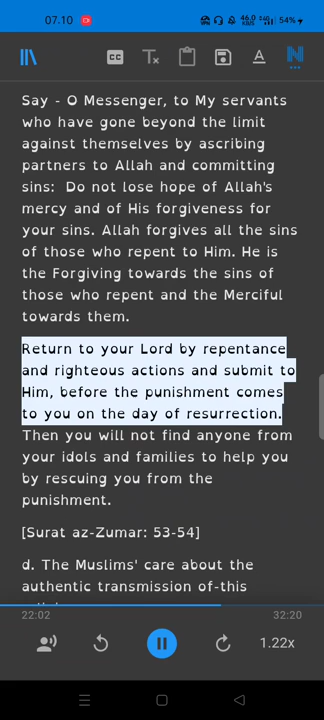 07.10
46.0
54%
CC
A
N
Say - O Messenger, to My servants
who have gone beyond the limit
against themselves by ascribing
partners to Allah and committing
sins:  Do not lose hope of Allah's
mercy and of His forgiveness for
your sins. Allah forgives all the sins
of those who repent to Him. He is
the Forgiving towards the sins of
those who repent and the Merciful
towards them.
Return to your Lord by repentance
and righteous actions and submit to
Him, before the punishment comes
to you on the day of resurrection.
Then you will not find anyone from
your idols and families to help you
by rescuing you from the
punishment.
[Surat az-Zumar: 53-54]
d. The Muslims' care about the
authentic transmission of-this
22:02
32:20
1.22x